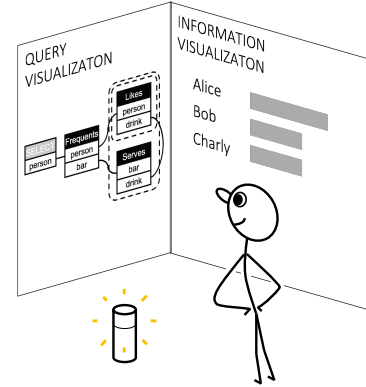 QUERY
VISUALIZATON
SELECT
person
Frequents
person
bar
Likes
person
drink
Serves
bar
drink
INFORMATION
VISUALIZATON
Alice
Bob
Charly